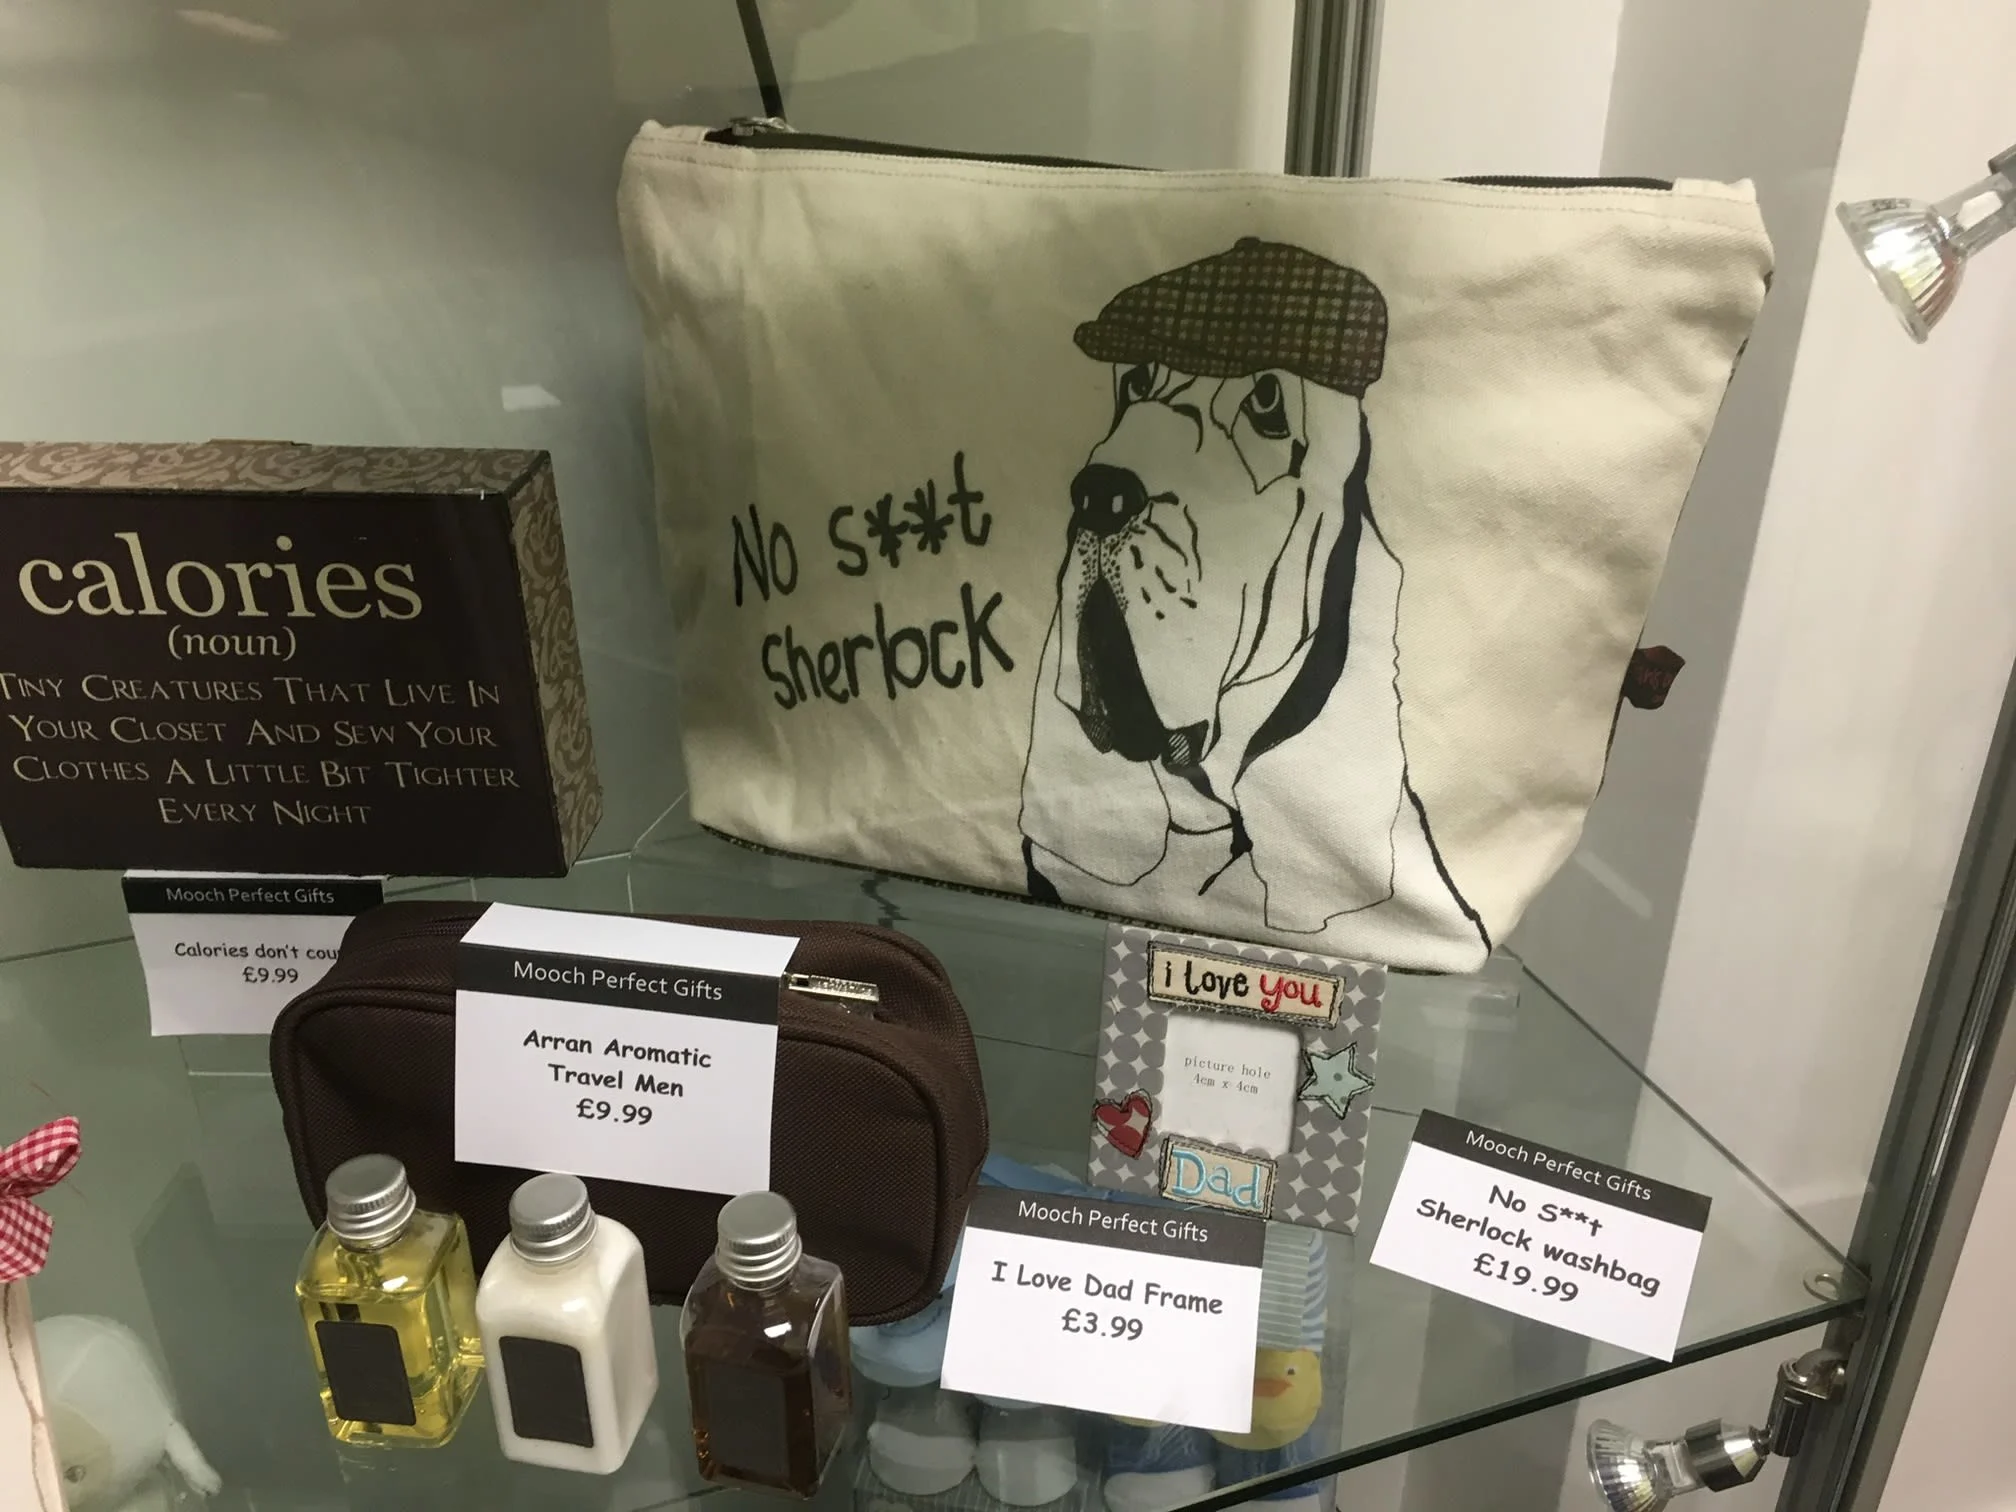 No s**t
Sherlock
calories
(noun)
TINY CREATURES THAT LIVE IN
YOUR CLOSET AND SEW YOUR
CLOTHES A LITTLE BIT TIGHTER
EVERY NIGHT
Mooch Perfect Gifts
Calories don't cou
£9.99
Mooch Perfect Gifts
Arran Aromatic
Travel Men
£9.99
i love you
picture hole
4cm x 4cm
Dad
Mooch Perfect Gifts
I Love Dad Frame
£3.99
Mooch Perfect Gifts
No S**t
Sherlock washbag
£19.99